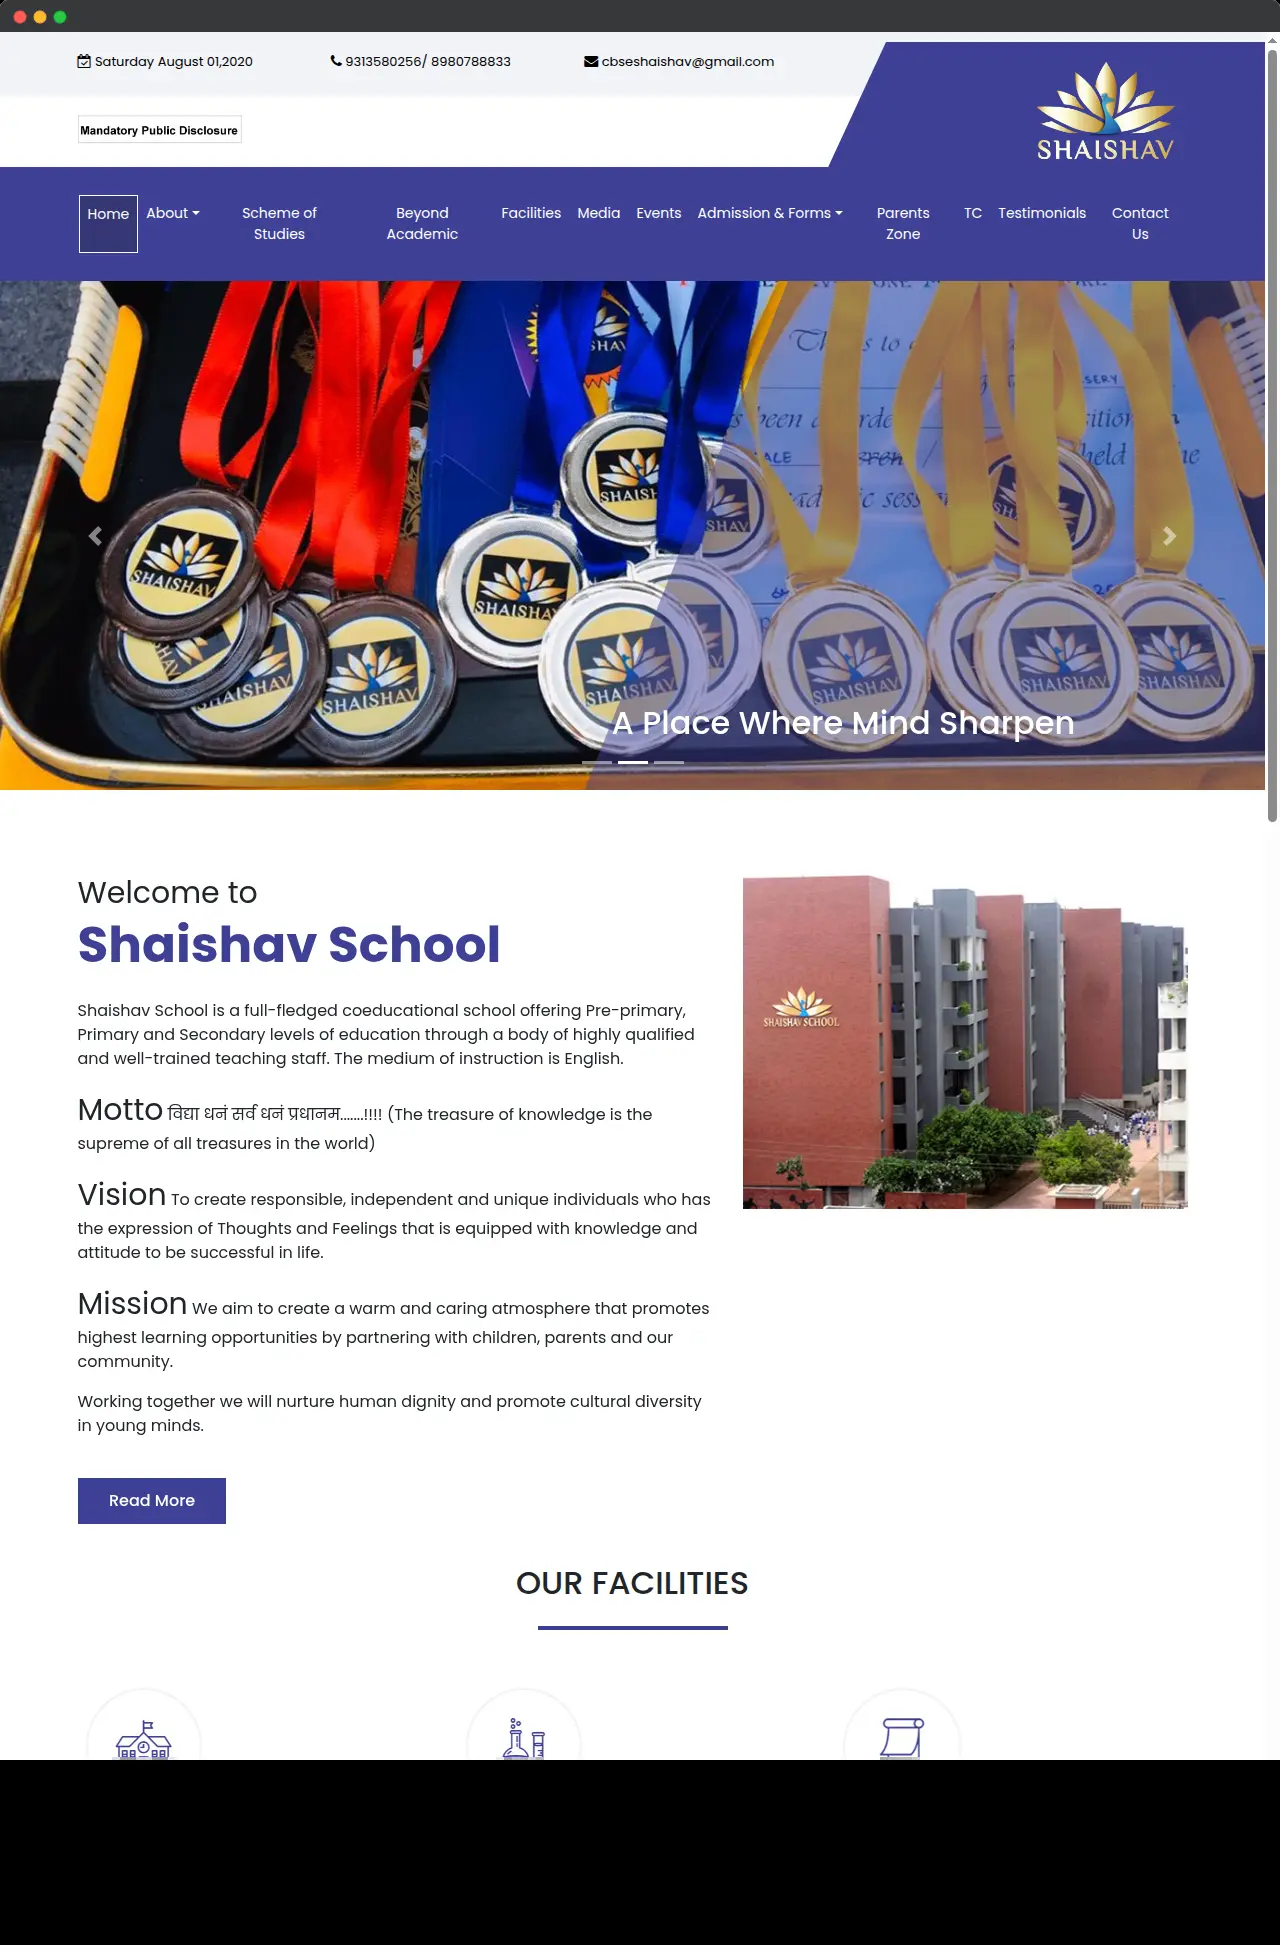 Saturday August 01,2020
9313580256/ 8980788833
cbseshaishav@gmail.com
SHAISHAV
Mandatory Public Disclosure
Home
About
Scheme of
Studies
Beyond
Academic
Facilities
Media
Events
Admission & Forms
Parents
Zone
TC
Testimonials
Contact
Us
SHAISHAV
SHAISHAV
SHAISHAV
SHAISHAV
SHAISHAV
A Place Where Mind Sharpen
Welcome to
Shaishav School
Shaishav School is a full-fledged coeducational school offering Pre-primary,
Primary and Secondary levels of education through a body of highly qualified
and well-trained teaching staff. The medium of instruction is English.
Motto विद्या धनं सर्व धनं प्रधानम.......!!!! (The treasure of knowledge is the
supreme of all treasures in the world)
Vision To create responsible, independent and unique individuals who has
the expression of Thoughts and Feelings that is equipped with knowledge and
attitude to be successful in life.
Mission We aim to create a warm and caring atmosphere that promotes
highest learning opportunities by partnering with children, parents and our
community.
Working together we will nurture human dignity and promote cultural diversity
in young minds.
Read More
SHAISHAV SCHOOL
OUR FACILITIES